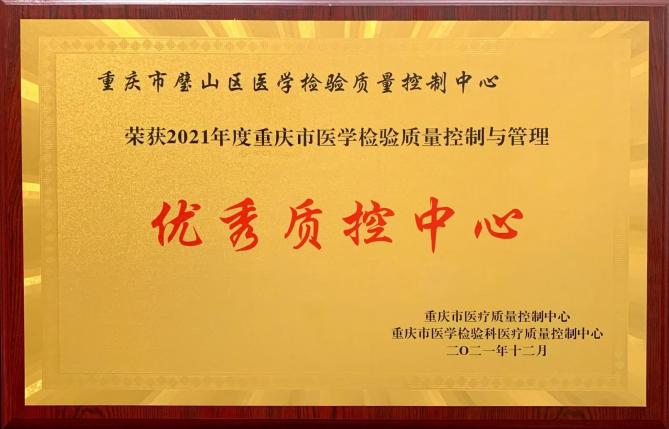 重庆市璧山区医学检验质量控制中心
荣获2021年度重庆市医学检验质量控制与管理
优秀质控中心
重庆市医疗质量控制中心
重庆市医学检验科医疗质量控制中心
二〇二一年十二月